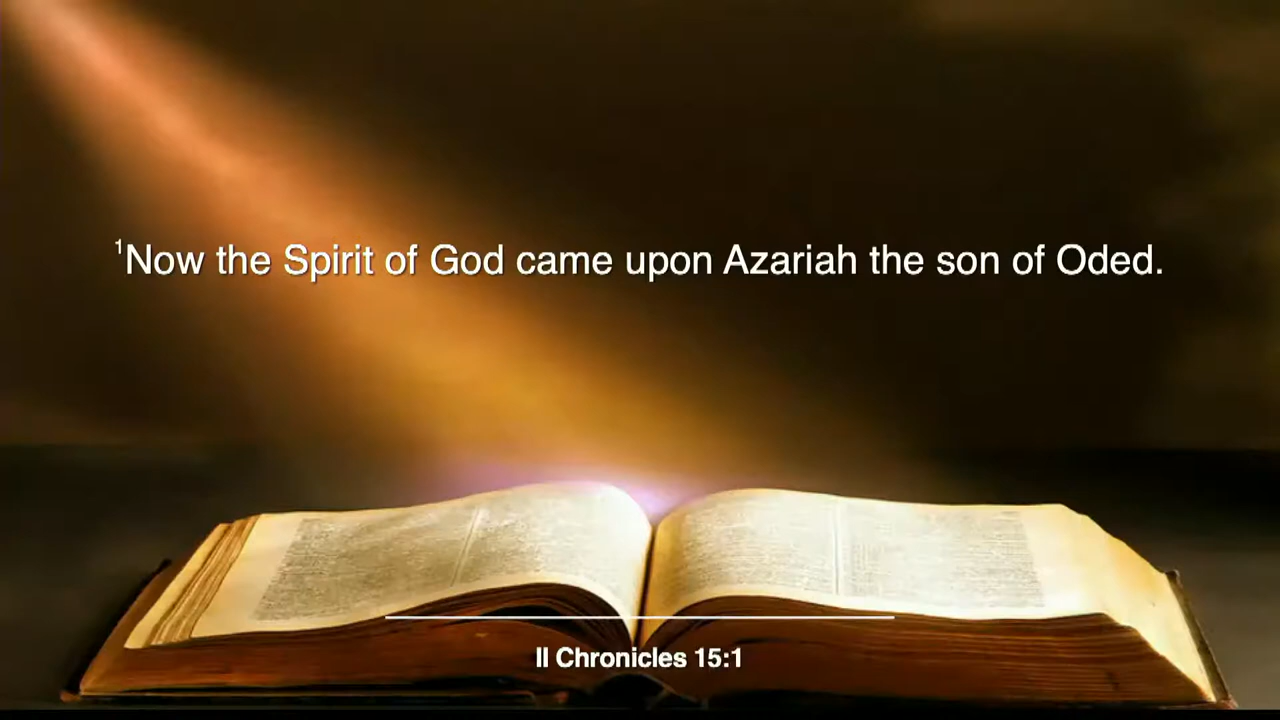 ¹Now the Spirit of God came upon Azariah the son of Oded.
II Chronicles 15:1